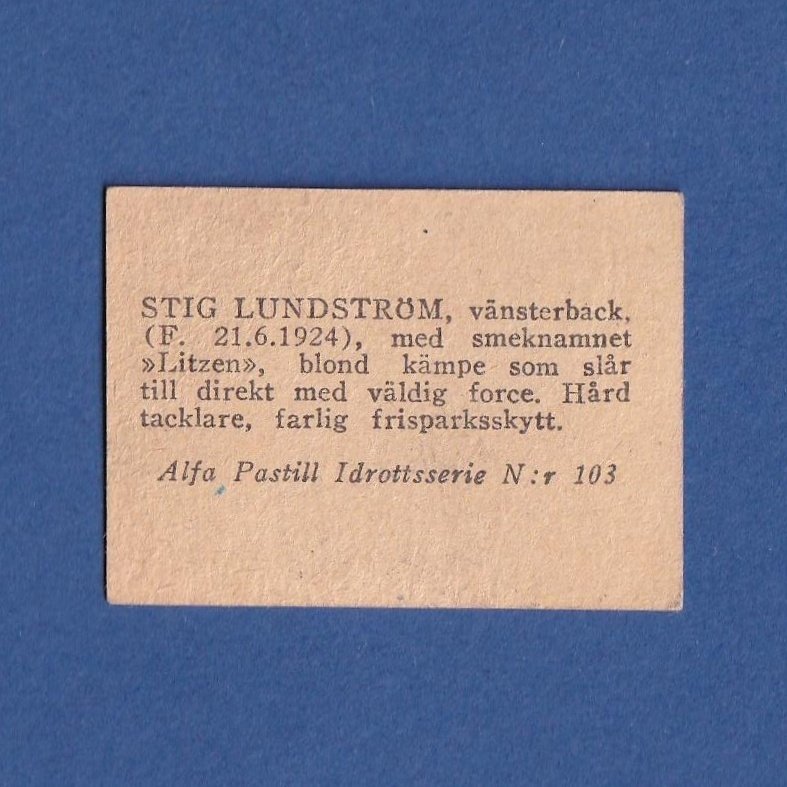 STIG LUNDSTRÖM, vänsterback.
(F. 21.6.1924), med smeknamnet
»Litzen», blond kämpe som slår
till direkt med väldig force. Hård
tacklare, farlig frisparksskytt.
Alfa Pastill Idrottsserie N:r 103